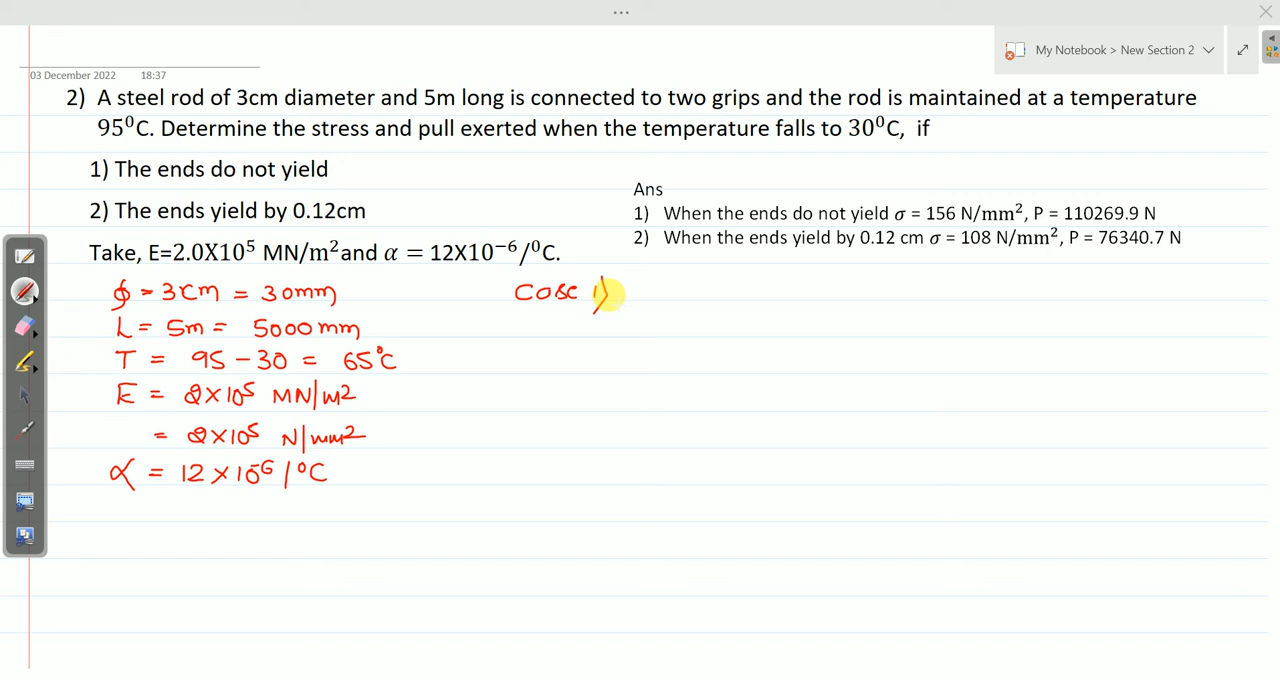 My Notebook > New Section 2
03 December 2022 18:37
2) A steel rod of 3cm diameter and 5m long is connected to two grips and the rod is maintained at a temperature
95⁰C. Determine the stress and pull exerted when the temperature falls to 30⁰C, if
1) The ends do not yield
2) The ends yield by 0.12cm
Take, E=2.0X10⁵ MN/m² and α = 12X10⁻⁶/⁰C.
Ans
1) When the ends do not yield σ = 156 N/mm², P = 110269.9 N
2) When the ends yield by 0.12 cm σ = 108 N/mm², P = 76340.7 N
ϕ = 3cm = 30mm
L = 5m = 5000mm
T = 95 - 30 = 65°C
E = 2×10⁵ MN/m²
= 2×10⁵ N/mm²
α = 12×10⁻⁶ /°C
Case 1)